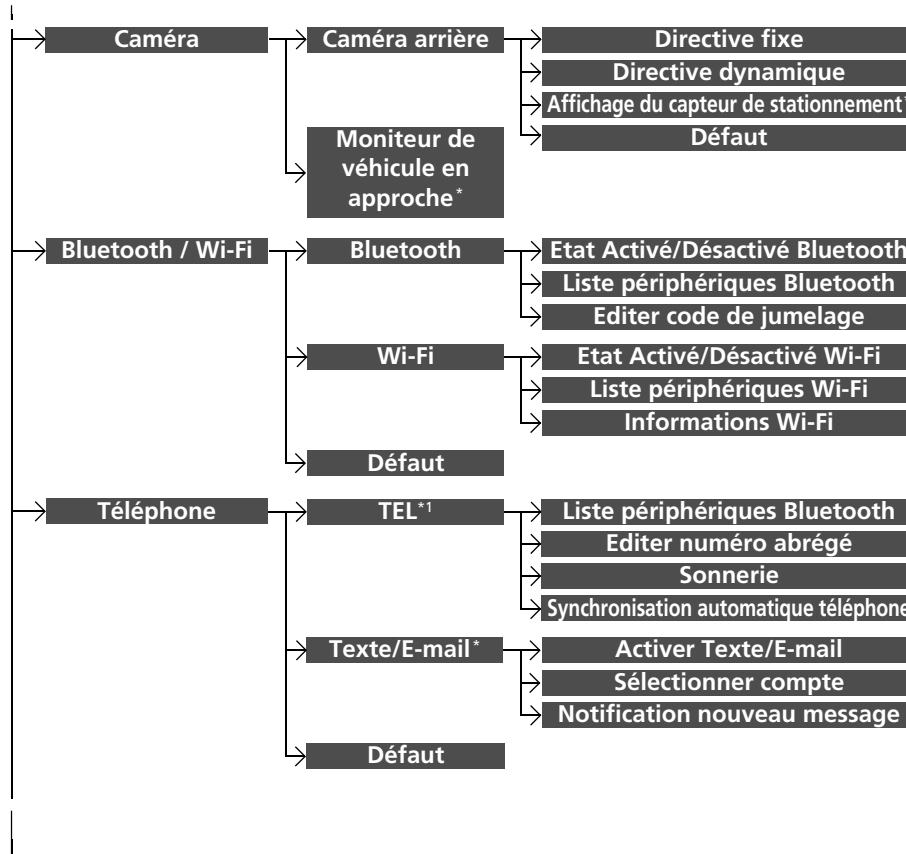 Caméra
Caméra arrière
Directive fixe
Directive dynamique
Affichage du capteur de stationnement*
Défaut
Moniteur de
véhicule en
approche*
Bluetooth / Wi-Fi
Bluetooth
Etat Activé/Désactivé Bluetooth
Liste périphériques Bluetooth
Editer code de jumelage
Wi-Fi
Etat Activé/Désactivé Wi-Fi
Liste périphériques Wi-Fi
Informations Wi-Fi
Défaut
Téléphone
TEL*1
Liste périphériques Bluetooth
Editer numéro abrégé
Sonnerie
Synchronisation automatique téléphone
Texte/E-mail*
Activer Texte/E-mail
Sélectionner compte
Notification nouveau message
Défaut